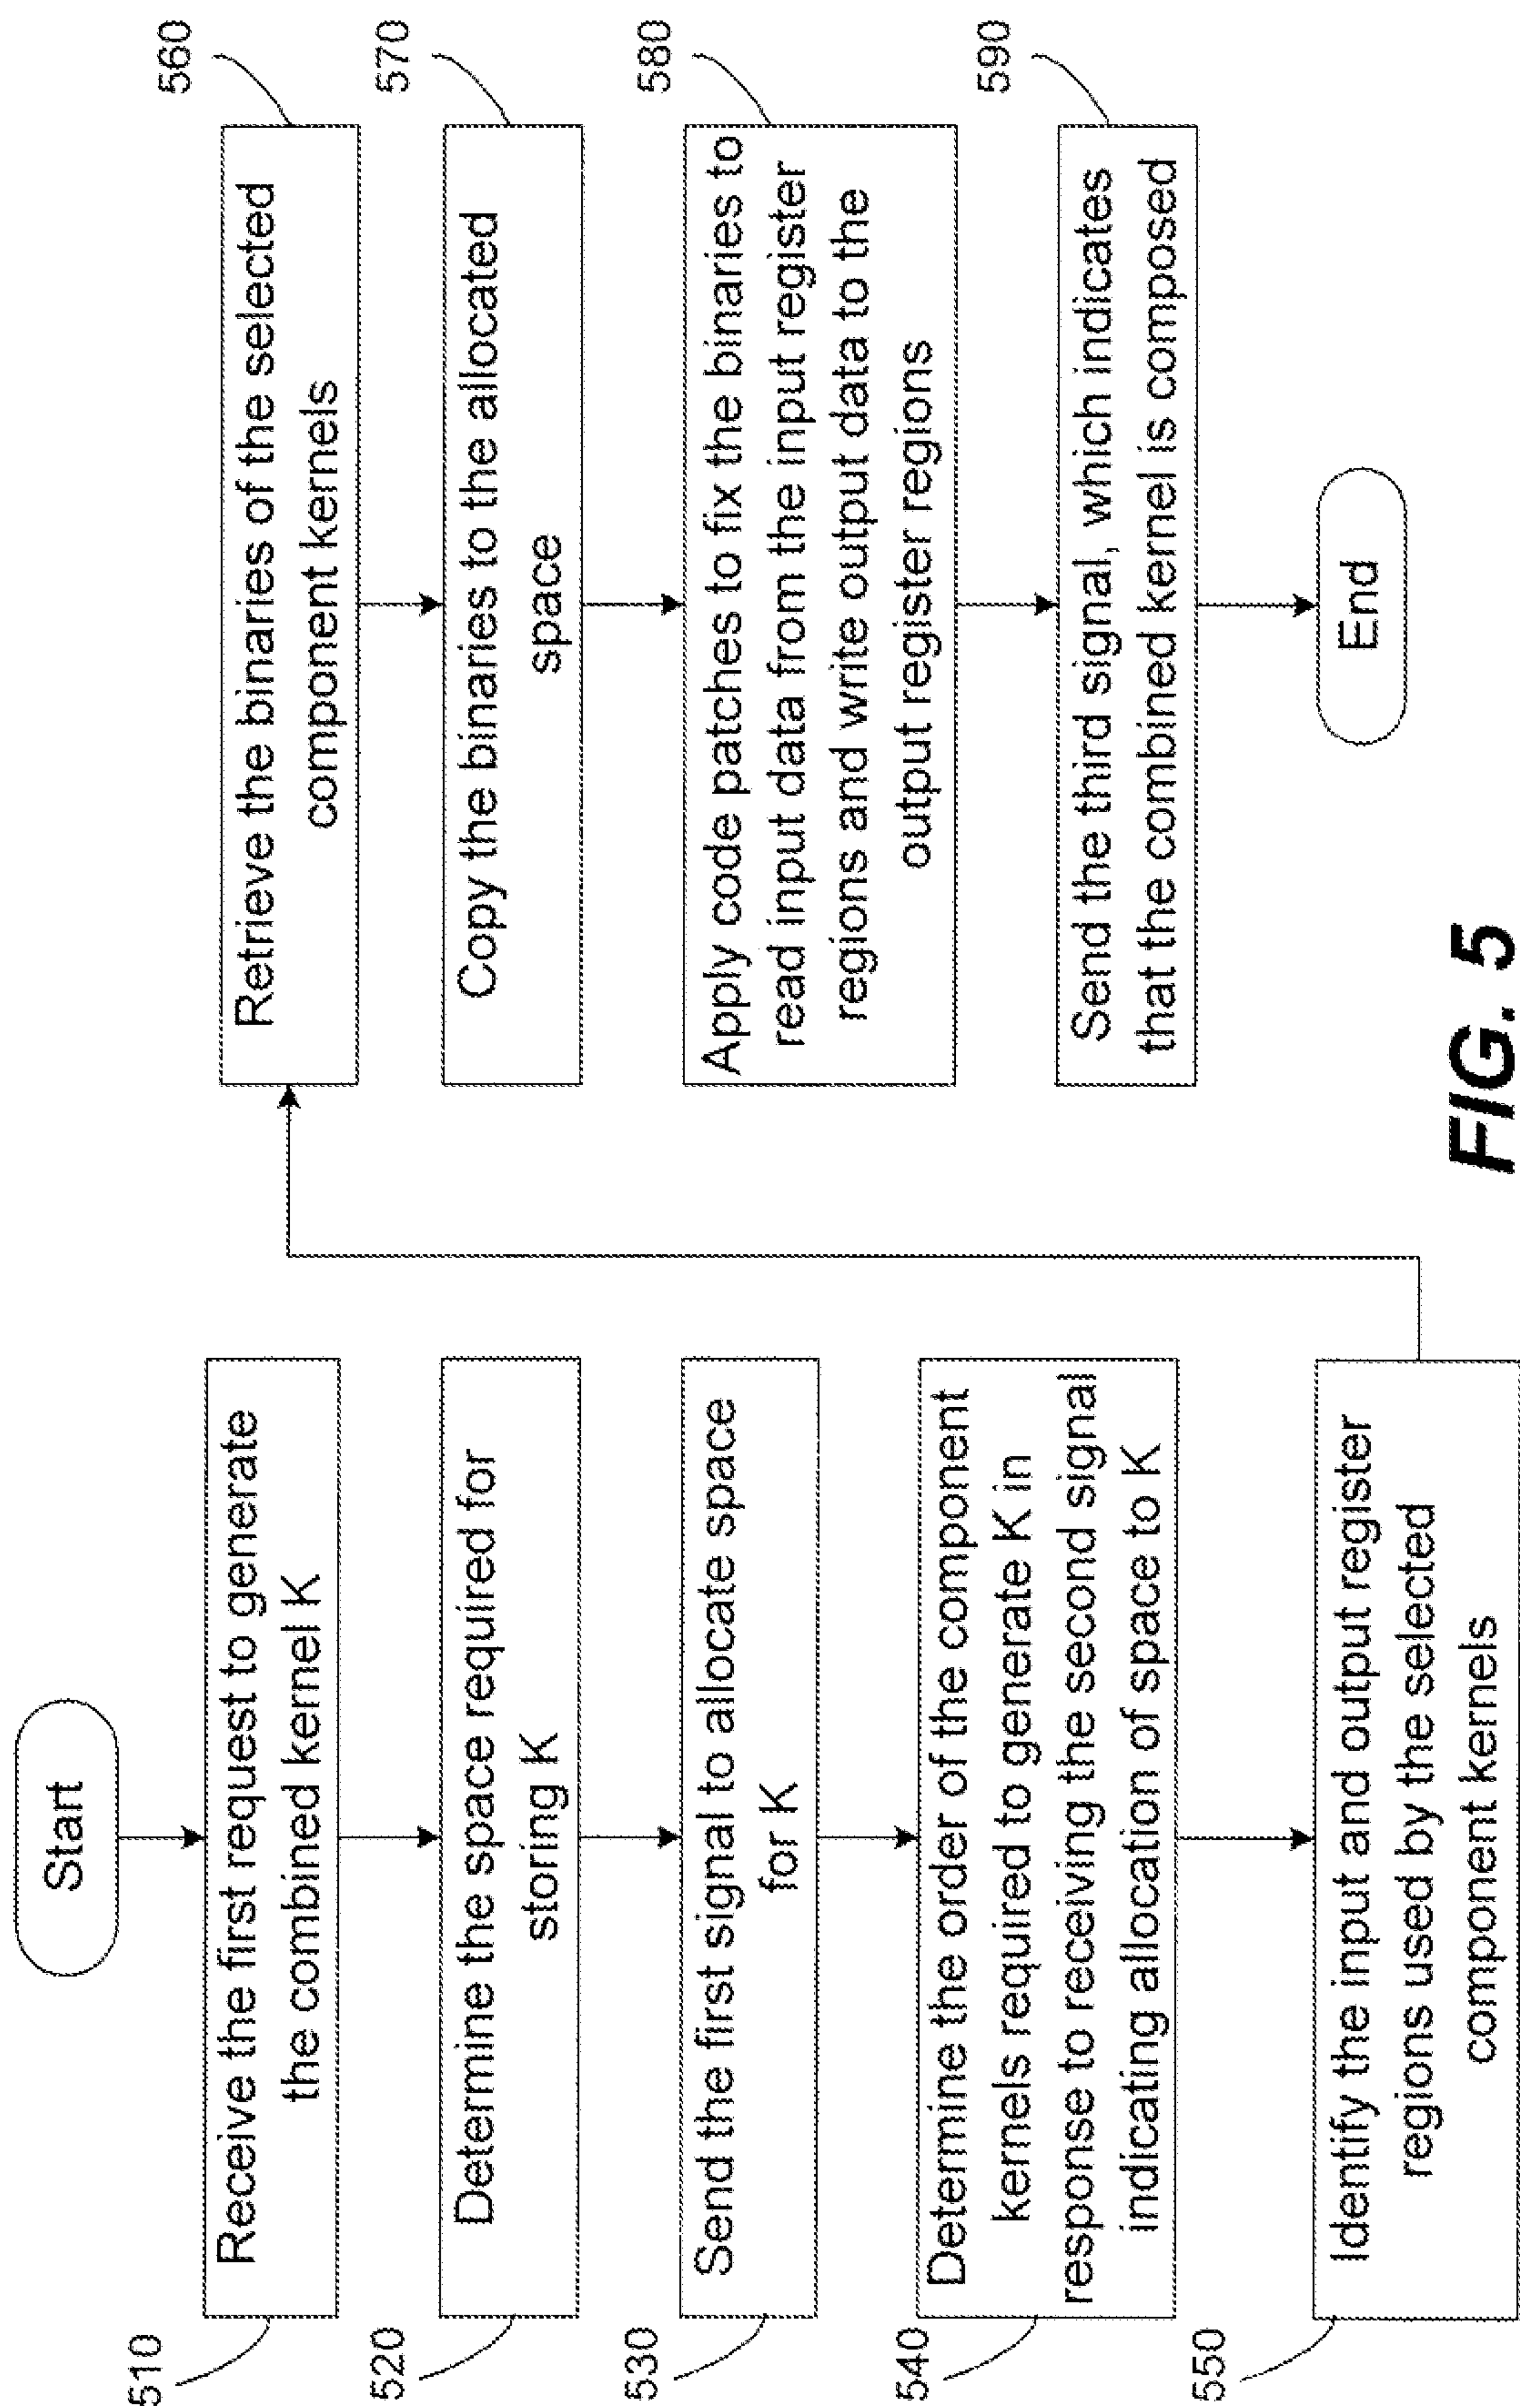 Start
510
Receive the first request to generate
the combined kernel K
520
Determine the space required for
storing K
530
Send the first signal to allocate space
for K
540
Determine the order of the component
kernels required to generate K in
response to receiving the second signal
indicating allocation of space to K
550
Identify the input and output register
regions used by the selected
component kernels
560
Retrieve the binaries of the selected
component kernels
570
Copy the binaries to the allocated
space
580
Apply code patches to fix the binaries to
read input data from the input register
regions and write output data to the
output register regions
590
Send the third signal, which indicates
that the combined kernel is composed
End
FIG. 5